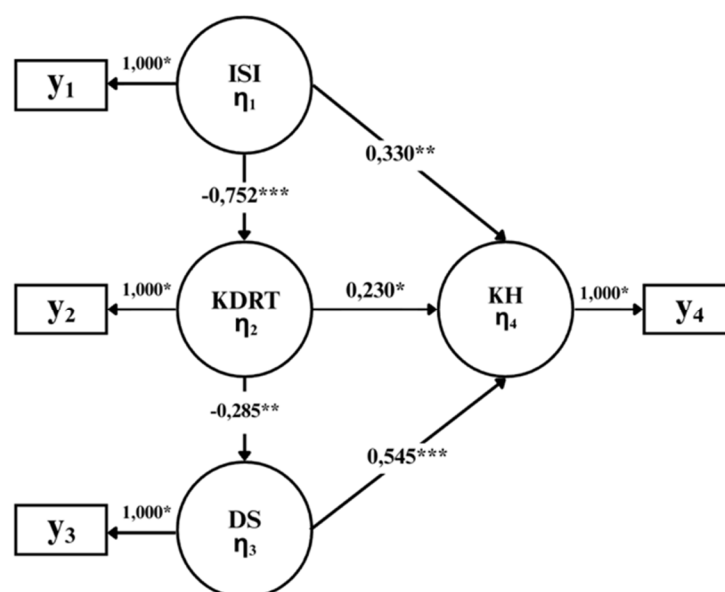 1,000*
y₁
ISI
η₁
0,330**
-0,752***
1,000*
y₂
KDRT
η₂
0,230*
KH
η₄
1,000*
y₄
-0,285**
0,545***
1,000*
y₃
DS
η₃